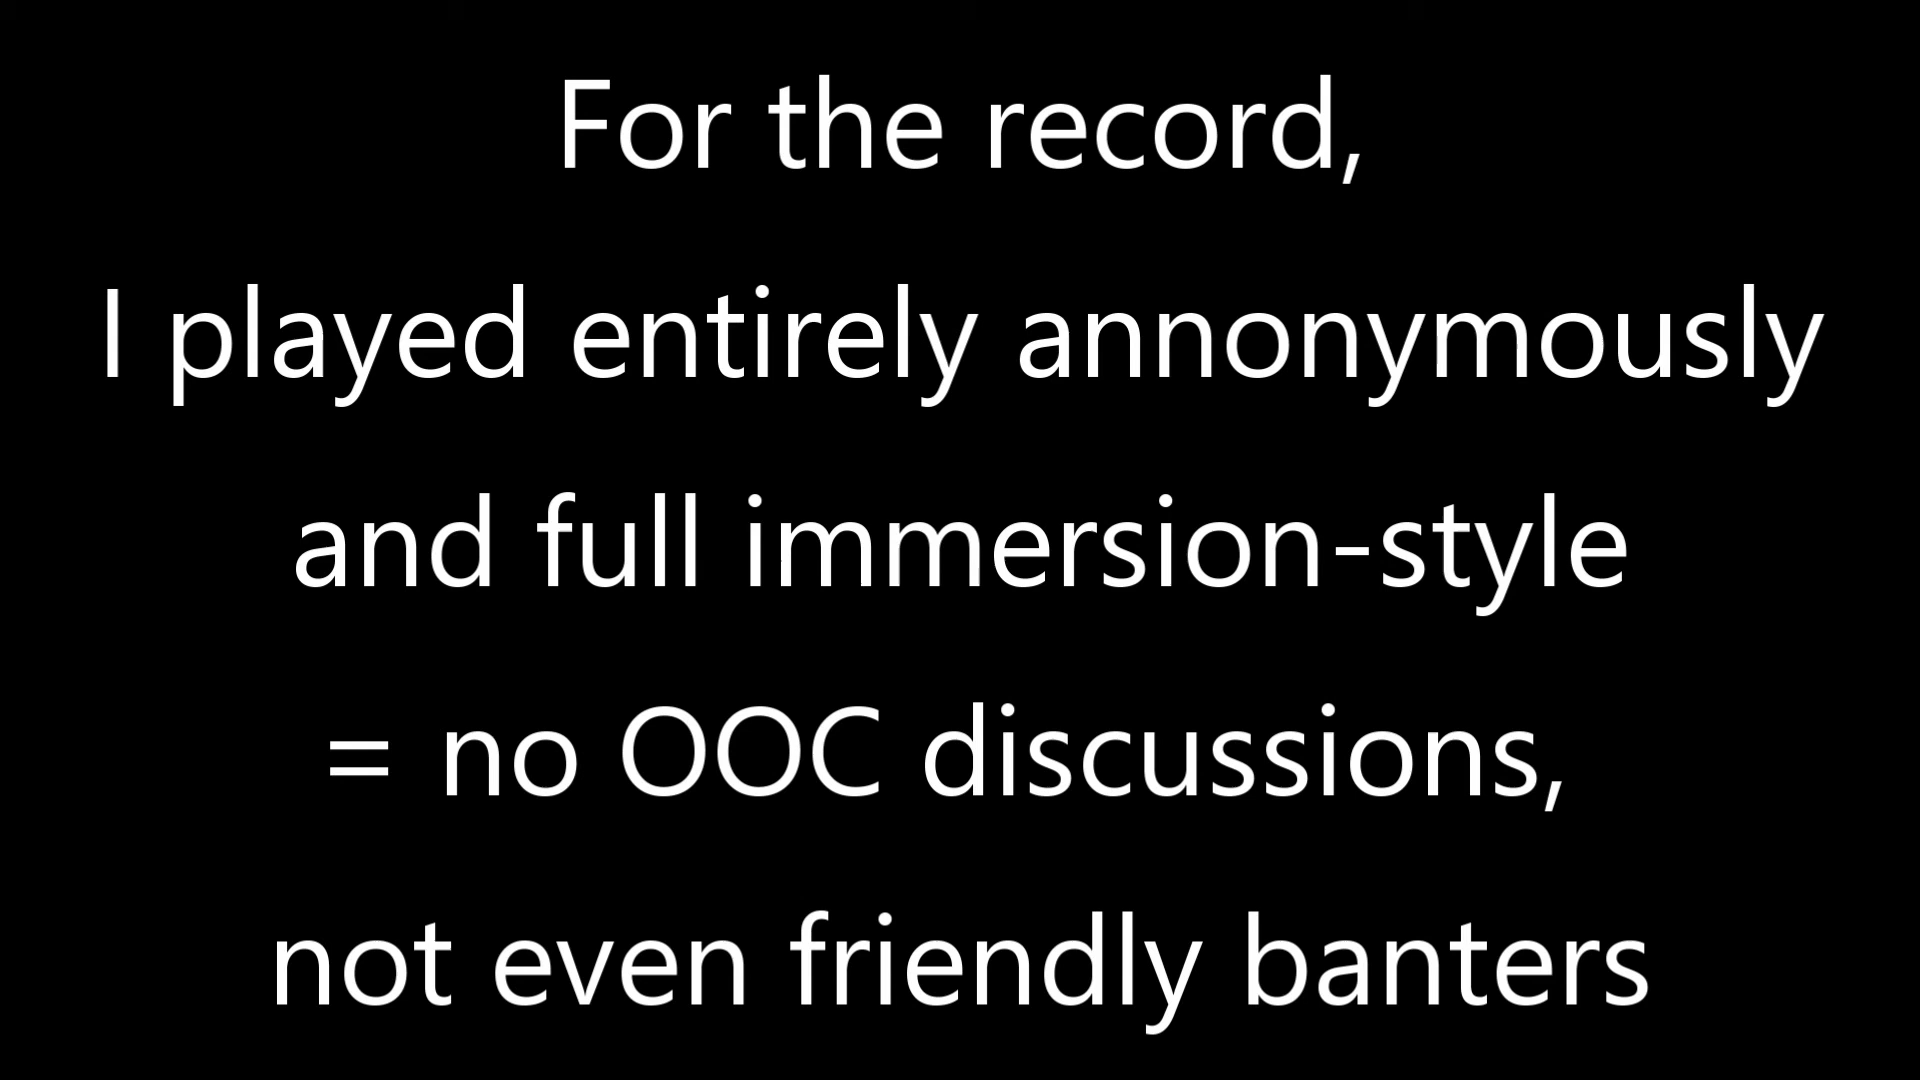 For the record,
I played entirely annonymously
and full immersion-style
= no OOC discussions,
not even friendly banters